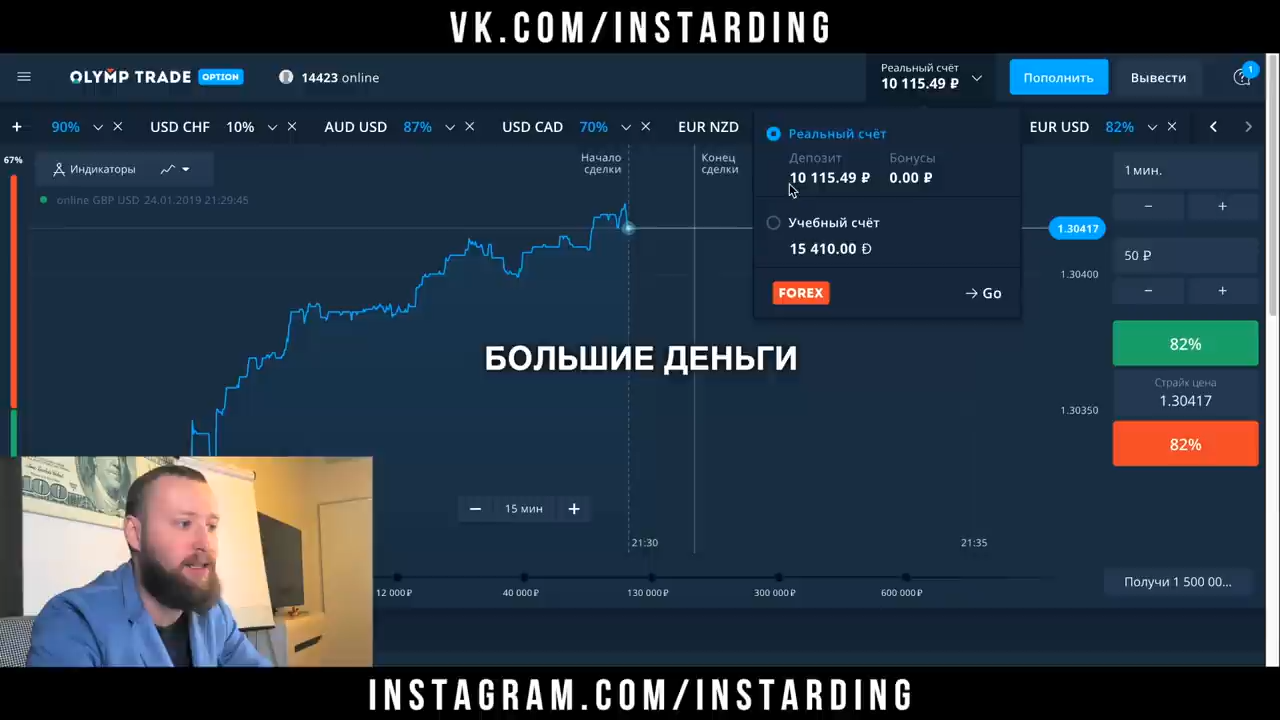 VK.COM/INSTARDING
OLYMP TRADE OPTION
14423 online
Реальный счёт
10 115.49 ₽
Пополнить
Вывести
1
+ 90%
USD CHF 10%
AUD USD 87%
USD CAD 70%
EUR NZD
EUR USD 82%
67%
Индикаторы
online GBP USD 24.01.2019 21:29:45
Начало
сделки
Конец
сделки
Реальный счёт
Депозит Бонусы
10 115.49 ₽ 0.00 ₽
Учебный счёт
15 410.00 Đ
FOREX → Go
1 мин.
− +
50 ₽
− +
82%
Страйк цена
1.30417
82%
1.30417
1.30400
1.30350
БОЛЬШИЕ ДЕНЬГИ
− 15 мин +
21:30
21:35
12 000 ₽
40 000 ₽
130 000 ₽
300 000 ₽
600 000 ₽
Получи 1 500 00...
100
INSTAGRAM.COM/INSTARDING